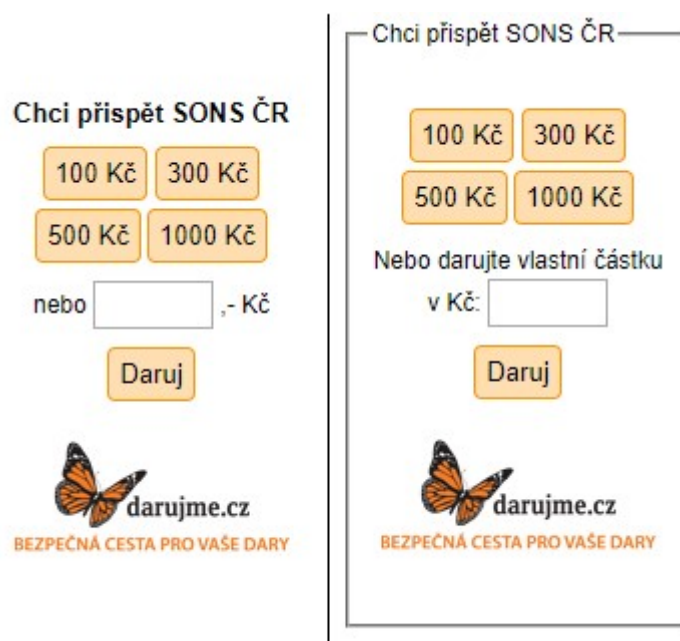 Chci přispět SONS ČR
100 Kč 300 Kč
500 Kč 1000 Kč
nebo ,- Kč
Daruj
darujme.cz
BEZPEČNÁ CESTA PRO VAŠE DARY
Chci přispět SONS ČR
100 Kč 300 Kč
500 Kč 1000 Kč
Nebo darujte vlastní částku
v Kč:
Daruj
darujme.cz
BEZPEČNÁ CESTA PRO VAŠE DARY